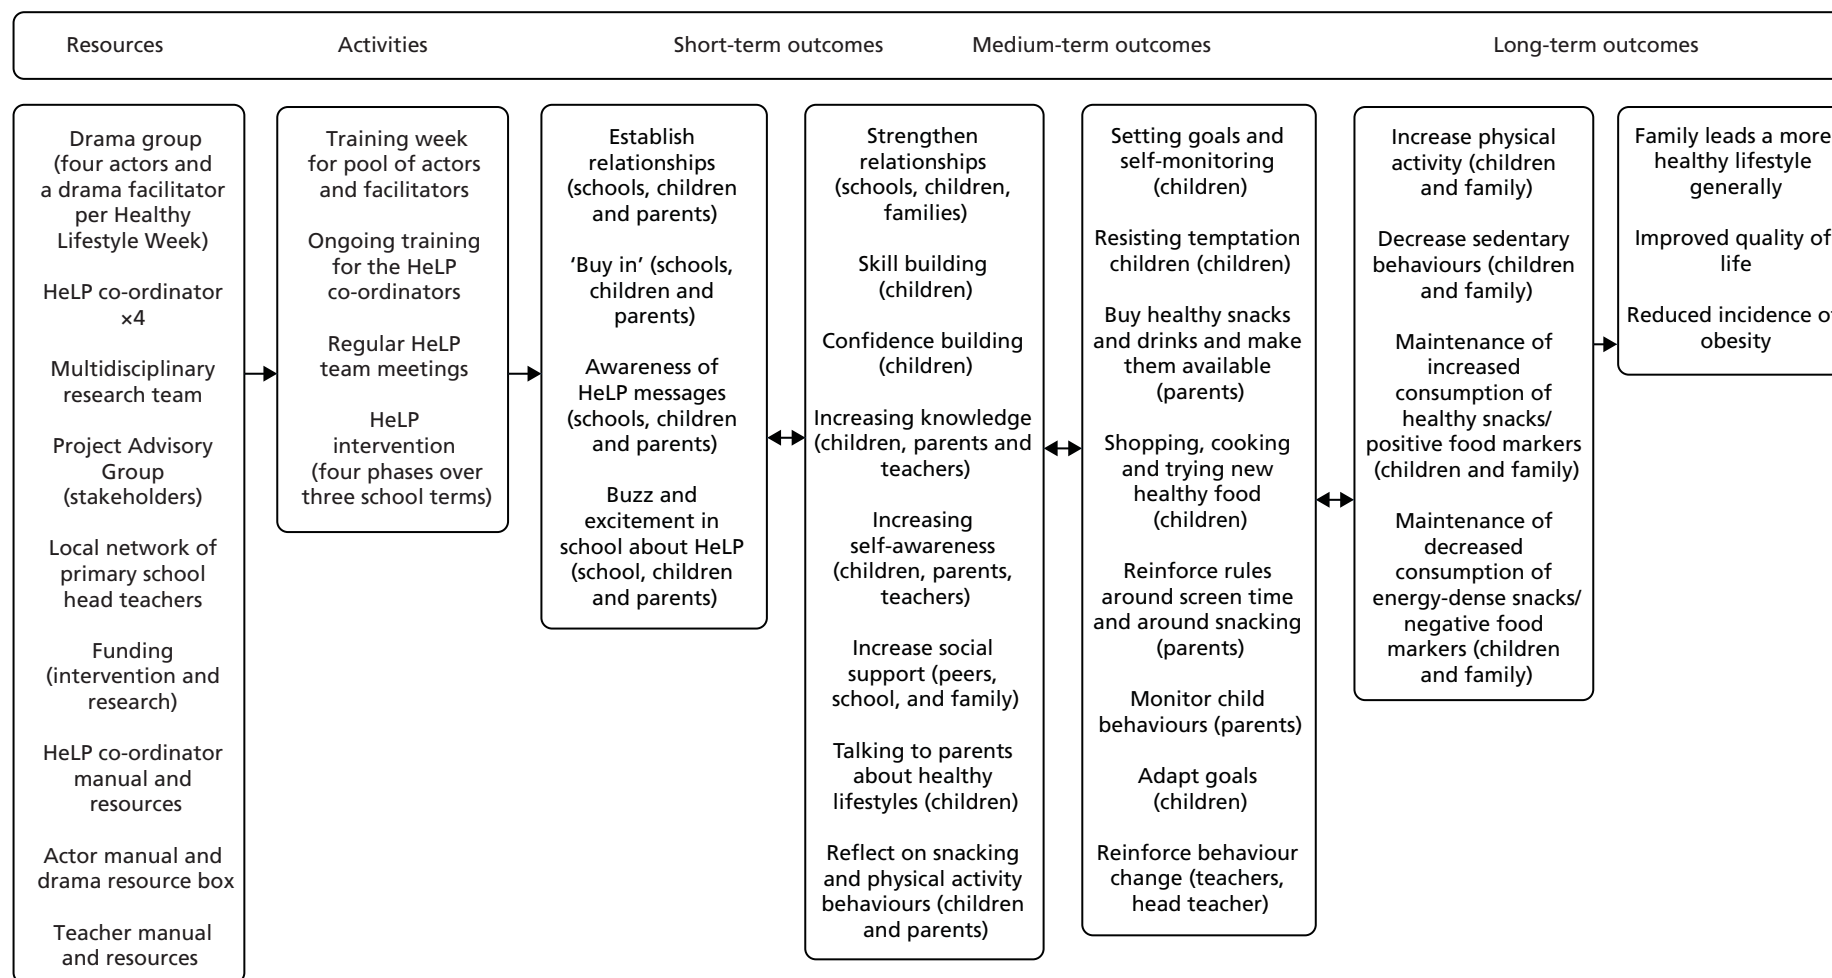 Resources
Activities
Short-term outcomes
Medium-term outcomes
Long-term outcomes
Drama group
(four actors and
a drama facilitator
per Healthy
Lifestyle Week)
HeLP co-ordinator
×4
Multidisciplinary
research team
Project Advisory
Group
(stakeholders)
Local network of
primary school
head teachers
Funding
(intervention and
research)
HeLP co-ordinator
manual and
resources
Actor manual and
drama resource box
Teacher manual
and resources
Training week
for pool of actors
and facilitators
Ongoing training
for the HeLP
co-ordinators
Regular HeLP
team meetings
HeLP
intervention
(four phases over
three school terms)
Establish
relationships
(schools, children
and parents)
‘Buy in’ (schools,
children and
parents)
Awareness of
HeLP messages
(schools, children
and parents)
Buzz and
excitement in
school about HeLP
(school, children
and parents)
Strengthen
relationships
(schools, children,
families)
Skill building
(children)
Confidence building
(children)
Increasing knowledge
(children, parents and
teachers)
Increasing
self-awareness
(children, parents,
teachers)
Increase social
support (peers,
school, and family)
Talking to parents
about healthy
lifestyles (children)
Reflect on snacking
and physical activity
behaviours (children
and parents)
Setting goals and
self-monitoring
(children)
Resisting temptation
children (children)
Buy healthy snacks
and drinks and make
them available
(parents)
Shopping, cooking
and trying new
healthy food
(children)
Reinforce rules
around screen time
and around snacking
(parents)
Monitor child
behaviours (parents)
Adapt goals
(children)
Reinforce behaviour
change (teachers,
head teacher)
Increase physical
activity (children
and family)
Decrease sedentary
behaviours (children
and family)
Maintenance of
increased
consumption of
healthy snacks/
positive food markers
(children and family)
Maintenance of
decreased
consumption of
energy-dense snacks/
negative food
markers (children
and family)
Family leads a more
healthy lifestyle
generally
Improved quality of
life
Reduced incidence of
obesity